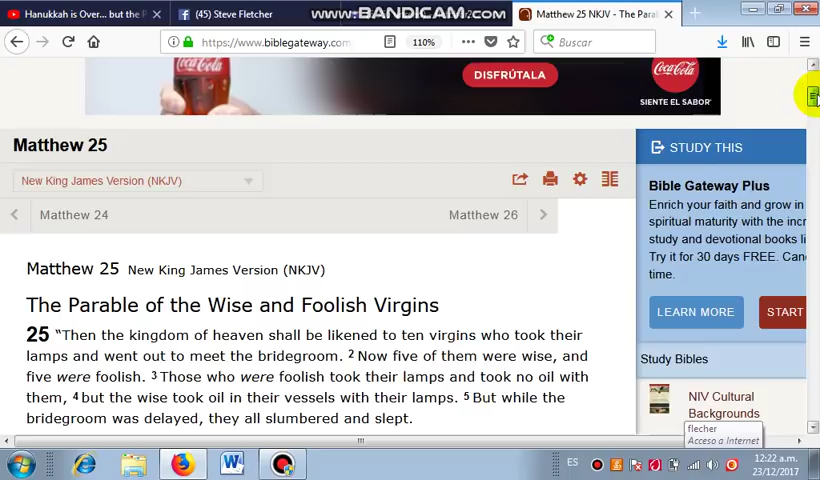 Hanukkah is Over... but the P
(45) Steve Fletcher
WWW.BANDICAM.COM
Matthew 25 NKJV - The Paral
https://www.biblegateway.com
110%
Buscar
Coca-Cola
DISFRÚTALA
Coca-Cola
SIENTE EL SABOR
Matthew 25
STUDY THIS
New King James Version (NKJV)
Bible Gateway Plus
Enrich your faith and grow in
spiritual maturity with the incr
study and devotional books li
Try it for 30 days FREE. Can
time.
Matthew 24
Matthew 26
Matthew 25 New King James Version (NKJV)
The Parable of the Wise and Foolish Virgins
LEARN MORE
START
25 “Then the kingdom of heaven shall be likened to ten virgins who took their
lamps and went out to meet the bridegroom. 2 Now five of them were wise, and
five were foolish. 3 Those who were foolish took their lamps and took no oil with
them, 4 but the wise took oil in their vessels with their lamps. 5 But while the
bridegroom was delayed, they all slumbered and slept.
Study Bibles
NIV Cultural
Backgrounds
flecher
Acceso a Internet
ES
12:22 a.m.
23/12/2017